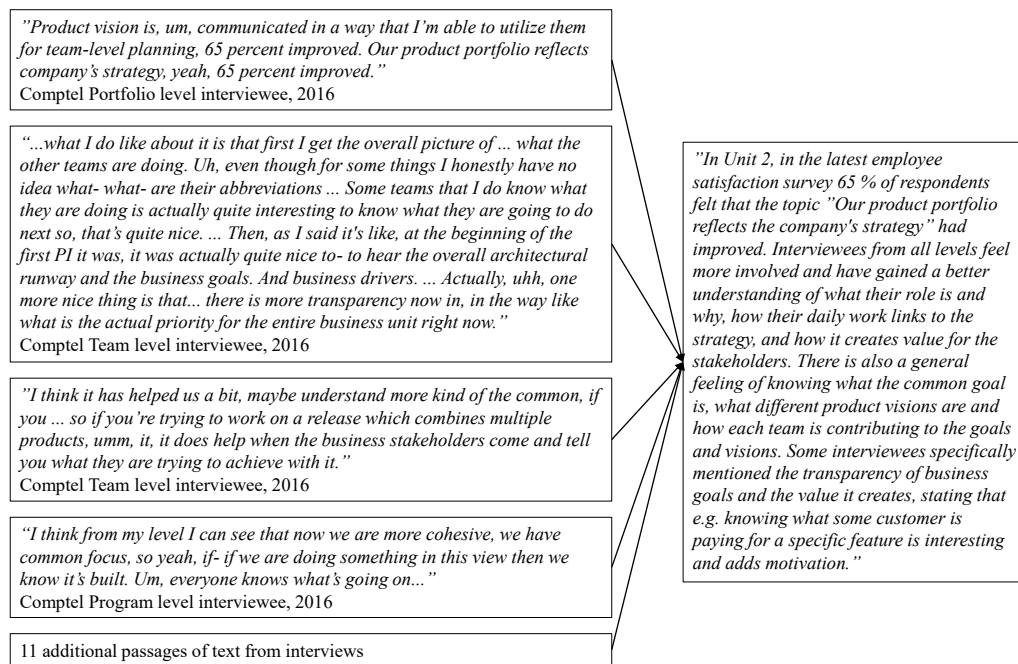 ”Product vision is, um, communicated in a way that I’m able to utilize them
for team-level planning, 65 percent improved. Our product portfolio reflects
company’s strategy, yeah, 65 percent improved.”
Comptel Portfolio level interviewee, 2016
“...what I do like about it is that first I get the overall picture of ... what the
other teams are doing. Uh, even though for some things I honestly have no
idea what- what- are their abbreviations ... Some teams that I do know what
they are doing is actually quite interesting to know what they are going to do
next so, that’s quite nice. ... Then, as I said it's like, at the beginning of the
first PI it was, it was actually quite nice to- to hear the overall architectural
runway and the business goals. And business drivers. ... Actually, uhh, one
more nice thing is that... there is more transparency now in, in the way like
what is the actual priority for the entire business unit right now.”
Comptel Team level interviewee, 2016
”I think it has helped us a bit, maybe understand more kind of the common, if
you ... so if you’re trying to work on a release which combines multiple
products, umm, it, it does help when the business stakeholders come and tell
you what they are trying to achieve with it.”
Comptel Team level interviewee, 2016
“I think from my level I can see that now we are more cohesive, we have
common focus, so yeah, if- if we are doing something in this view then we
know it’s built. Um, everyone knows what’s going on...”
Comptel Program level interviewee, 2016
11 additional passages of text from interviews
”In Unit 2, in the latest employee
satisfaction survey 65 % of respondents
felt that the topic ”Our product portfolio
reflects the company's strategy” had
improved. Interviewees from all levels feel
more involved and have gained a better
understanding of what their role is and
why, how their daily work links to the
strategy, and how it creates value for the
stakeholders. There is also a general
feeling of knowing what the common goal
is, what different product visions are and
how each team is contributing to the goals
and visions. Some interviewees specifically
mentioned the transparency of business
goals and the value it creates, stating that
e.g. knowing what some customer is
paying for a specific feature is interesting
and adds motivation.”